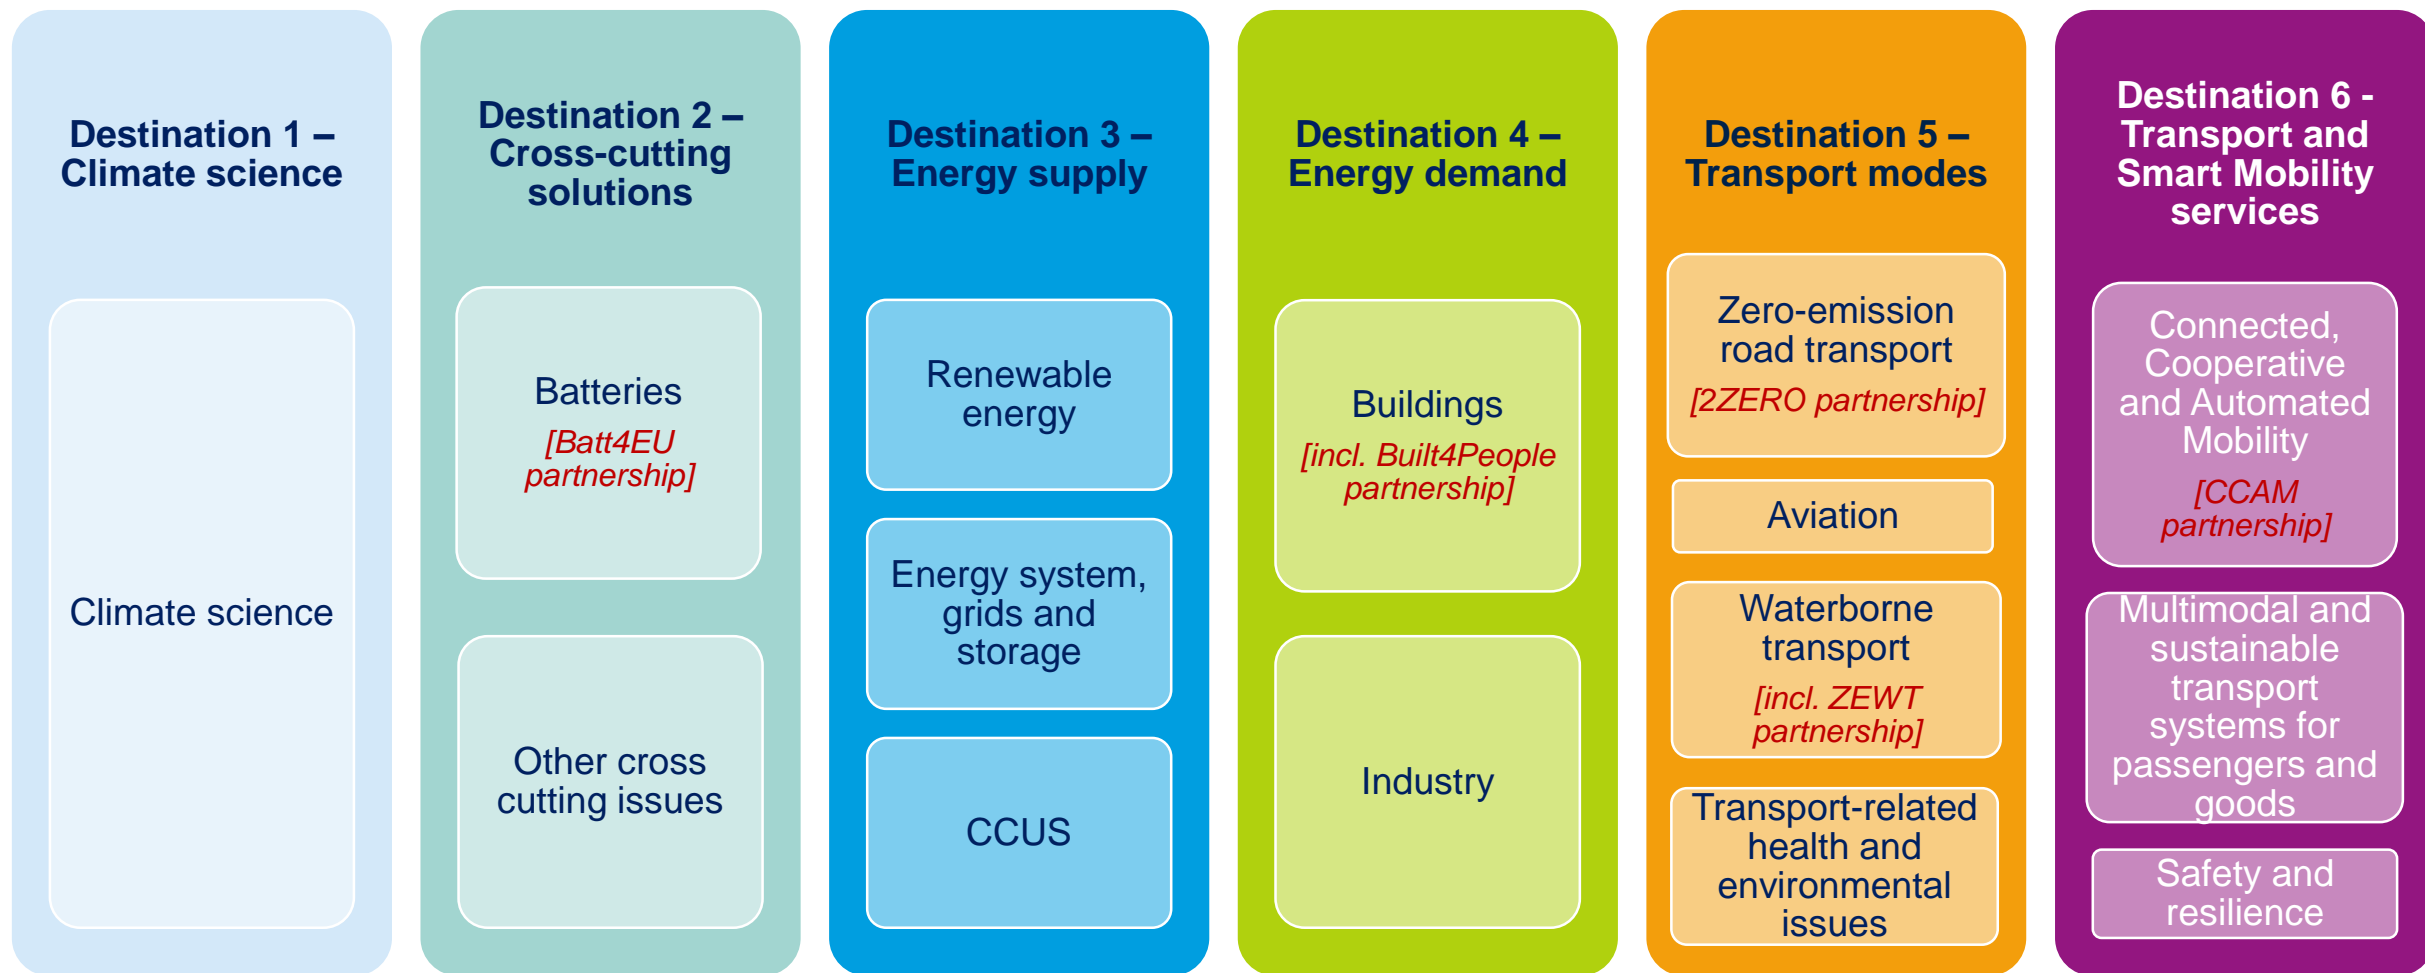 Destination 1 –
Climate science
Climate science
Destination 2 –
Cross-cutting
solutions
Batteries
[Batt4EU
partnership]
Other cross
cutting issues
Destination 3 –
Energy supply
Renewable
energy
Energy system,
grids and
storage
CCUS
Destination 4 –
Energy demand
Buildings
[incl. Built4People
partnership]
Industry
Destination 5 –
Transport modes
Zero-emission
road transport
[2ZERO partnership]
Aviation
Waterborne
transport
[incl. ZEWT
partnership]
Transport-related
health and
environmental
issues
Destination 6 -
Transport and
Smart Mobility
services
Connected,
Cooperative
and Automated
Mobility
[CCAM
partnership]
Multimodal and
sustainable
transport
systems for
passengers and
goods
Safety and
resilience